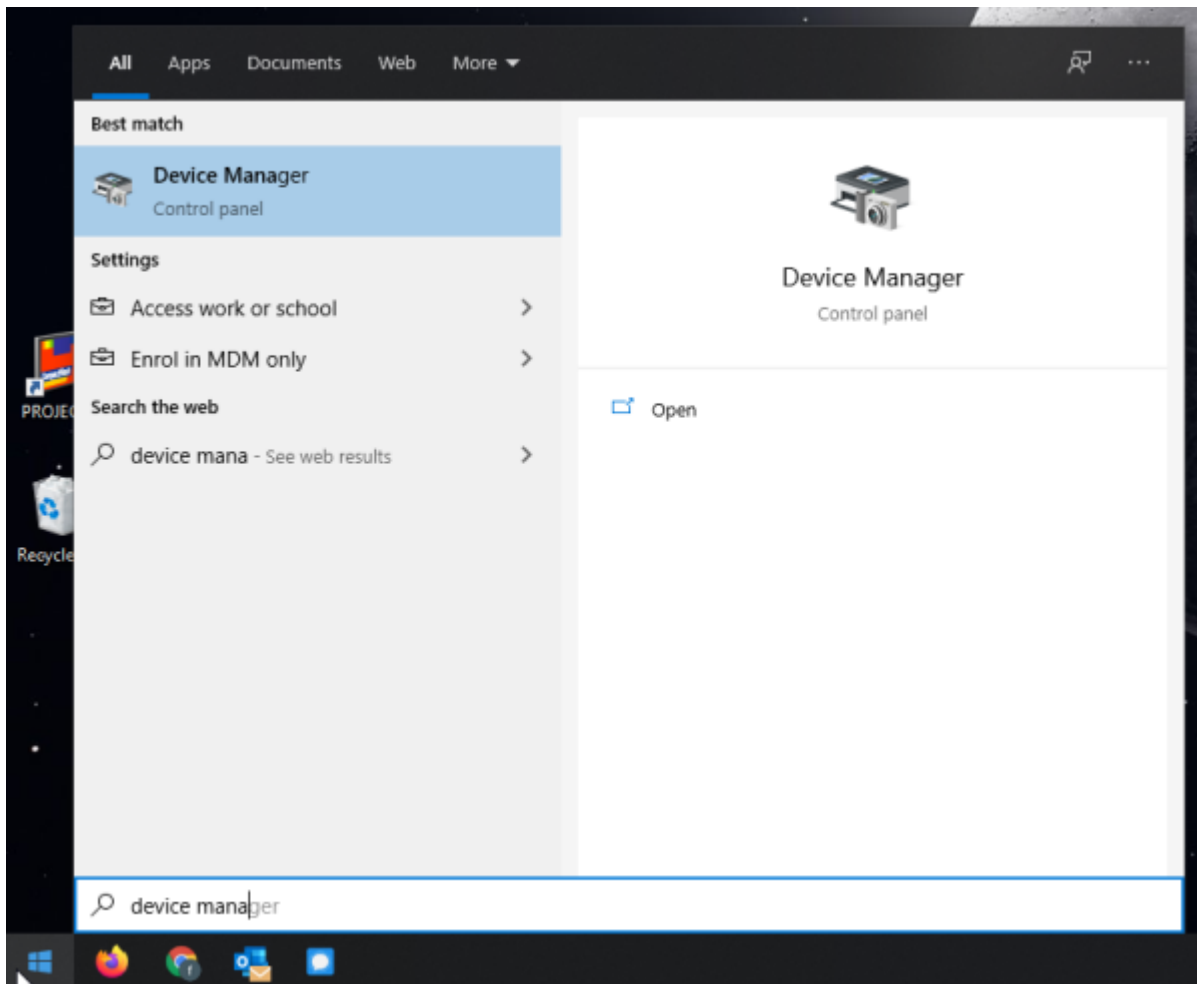 All Apps Documents Web More
Best match
Device Manager
Control panel
Settings
Access work or school
Enrol in MDM only
Search the web
device mana - See web results
Device Manager
Control panel
Open
PROJEC
Recycle
device manager